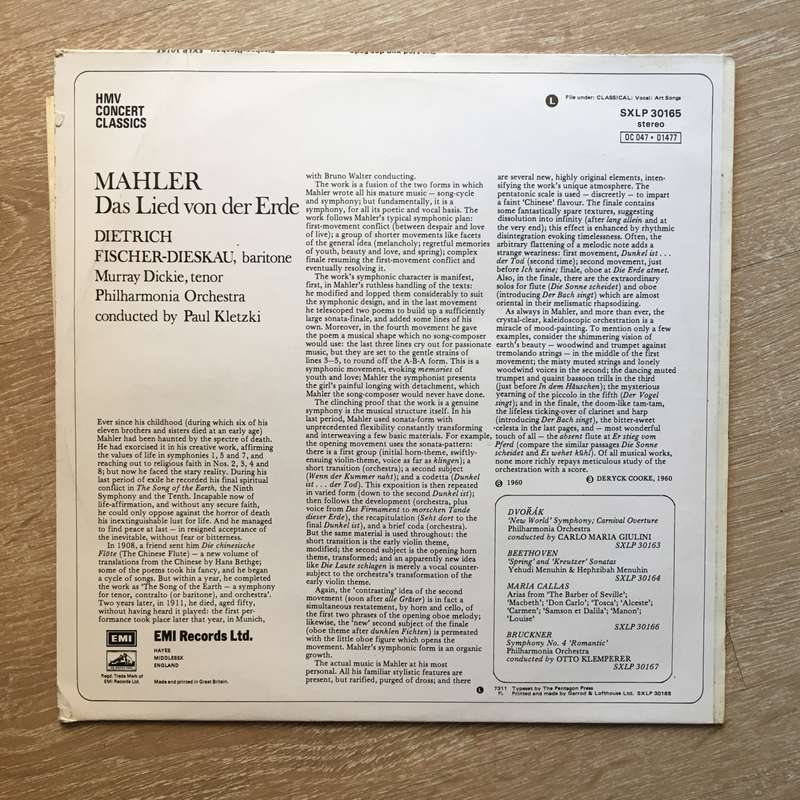 HMV
CONCERT
CLASSICS
L File under: CLASSICAL: Vocal: Art Songs
SXLP 30165
stereo
OC 047 • 01477
MAHLER
Das Lied von der Erde
DIETRICH
FISCHER-DIESKAU, baritone
Murray Dickie, tenor
Philharmonia Orchestra
conducted by Paul Kletzki
Ever since his childhood (during which six of his
eleven brothers and sisters died at an early age)
Mahler had been haunted by the spectre of death.
He had exorcised it in his creative work, affirming
the values of life in symphonies 1, 5 and 7, and
reaching out to religious faith in Nos. 2, 3, 4 and
8; but now he faced the stary reality. During his
last period of exile he recorded his final spiritual
conflict in The Song of the Earth, the Ninth
Symphony and the Tenth. Incapable now of
life-affirmation, and without any secure faith,
he could only oppose against the horror of death
his inextinguishable lust for life. And he managed
to find peace at last — in resigned acceptance of
the inevitable, without fear or bitterness.
In 1908, a friend sent him Die chinesische
Flöte (The Chinese Flute) — a new volume of
translations from the Chinese by Hans Bethge;
some of the poems took his fancy, and he began
a cycle of songs. But within a year, he completed
the work as 'The Song of the Earth — a symphony
for tenor, contralto (or baritone), and orchestra'.
Two years later, in 1911, he died, aged fifty,
without having heard it played: the first per-
formance took place later that year, in Munich,
EMI
EMI Records Ltd.
HAYES
MIDDLESEX
ENGLAND
Regd. Trade Mark of
EMI Records Ltd.
Made and printed in Great Britain.
with Bruno Walter conducting.
The work is a fusion of the two forms in which
Mahler wrote all his mature music — song-cycle
and symphony; but fundamentally, it is a
symphony, for all its poetic and vocal basis. The
work follows Mahler's typical symphonic plan:
first-movement conflict (between despair and love
of live); a group of shorter movements like facets
of the general idea (melancholy; regretful memories
of youth, beauty and love, and spring); complex
finale resuming the first-movement conflict and
eventually resolving it.
The work's symphonic character is manifest,
first, in Mahler's ruthless handling of the texts:
he modified and lopped them considerably to suit
the symphonic design, and in the last movement
he telescoped two poems to build up a sufficiently
large sonata-finale, and added some lines of his
own. Moreover, in the fourth movement he gave
the poem a musical shape which no song-composer
would use: the last three lines cry out for passionate
music, but they are set to the gentle strains of
lines 3—5, to round off the A-B-A form. This is a
symphonic movement, evoking memories of
youth and love; Mahler the symphonist presents
the girl's painful longing with detachment, which
Mahler the song-composer would never have done.
The clinching proof that the work is a genuine
symphony is the musical structure itself. In his
last period, Mahler used sonata-form with
unprecedented flexibility constantly transforming
and interweaving a few basic materials. For example,
the opening movement uses the sonata-pattern:
there is a first group (initial horn-theme, swiftly-
ensuing violin-theme, voice as far as klingen); a
short transition (orchestra); a second subject
(Wenn der Kummer naht); and a codetta (Dunkel
ist . . . der Tod). This exposition is then repeated
in varied form (down to the second Dunkel ist);
then follows the development (orchestra, plus
voice from Das Firmament to morschen Tande
dieser Erde), the recapitulation (Seht dort to the
final Dunkel ist), and a brief coda (orchestra).
But the same material is used throughout: the
short transition is the early violin theme,
modified; the second subject is the opening horn
theme, transformed; and an apparently new idea
like Die Laute schlagen is merely a vocal counter-
subject to the orchestra's transformation of the
early violin theme.
Again, the 'contrasting' idea of the second
movement (soon after alle Gräser) is in fact a
simultaneous restatement, by horn and cello, of
the first two phrases of the opening oboe melody;
likewise, the 'new' second subject of the finale
(oboe theme after dunklen Fichten) is permeated
with the little oboe figure which opens the
movement. Mahler's symphonic form is an organic
growth.
The actual music is Mahler at his most
personal. All his familiar stylistic features are
present, but rarified, purged of dross; and there
are several new, highly original elements, inten-
sifying the work's unique atmosphere. The
pentatonic scale is used — discreetly — to impart
a faint 'Chinese' flavour. The finale contains
some fantastically spare textures, suggesting
dissolution into infinity (after lang allein and at
the very end); this effect is enhanced by rhythmic
disintegration evoking timelessness. Often, the
arbitrary flattening of a melodic note adds a
strange weariness: first movement, Dunkel ist . . .
der Tod (second time); second movement, just
before Ich weine; finale, oboe at Die Erde atmet.
Also, in the finale, there are the extraordinary
solos for flute (Die Sonne scheidet) and oboe
(introducing Der Bach singt) which are almost
oriental in their melismatic rhapsodizing.
As always in Mahler, and more than ever, the
crystal-clear, kaleidoscopic orchestration is a
miracle of mood-painting. To mention only a few
examples, consider the shimmering vision of
earth's beauty — woodwind and trumpet against
tremolando strings — in the middle of the first
movement; the misty muted strings and lonely
woodwind voices in the second; the dancing muted
trumpet and quaint bassoon trills in the third
(just before In dem Häuschen); the mysterious
yearning of the piccolo in the fifth (Der Vogel
singt); and in the finale, the doom-like tam-tam,
the lifeless ticking-over of clarinet and harp
(introducing Der Bach singt), the bitter-sweet
celesta in the last pages, and — most wonderful
touch of all — the absent flute at Er stieg vom
Pferd (compare the similar passages Die Sonne
scheidet and Es wehet kühl). Of all musical works,
none more richly repays meticulous study of the
orchestration with a score.
℗ 1960 © DERYCK COOKE, 1960
DVOŘÁK
'New World' Symphony; Carnival Overture
Philharmonia Orchestra
conducted by CARLO MARIA GIULINI
SXLP 30163
BEETHOVEN
'Spring' and 'Kreutzer' Sonatas
Yehudi Menuhin & Hephzibah Menuhin
SXLP 30164
MARIA CALLAS
Arias from 'The Barber of Seville';
'Macbeth'; 'Don Carlo'; 'Tosca'; 'Alceste';
'Carmen'; 'Samson et Dalila'; 'Manon';
'Louise'
SXLP 30166
BRUCKNER
Symphony No. 4 'Romantic'
Philharmonia Orchestra
conducted by OTTO KLEMPERER
SXLP 30167
L 7311 Typeset by The Pentagon Press
PL Printed and made by Garrod & Lofthouse Ltd. SXLP 30165